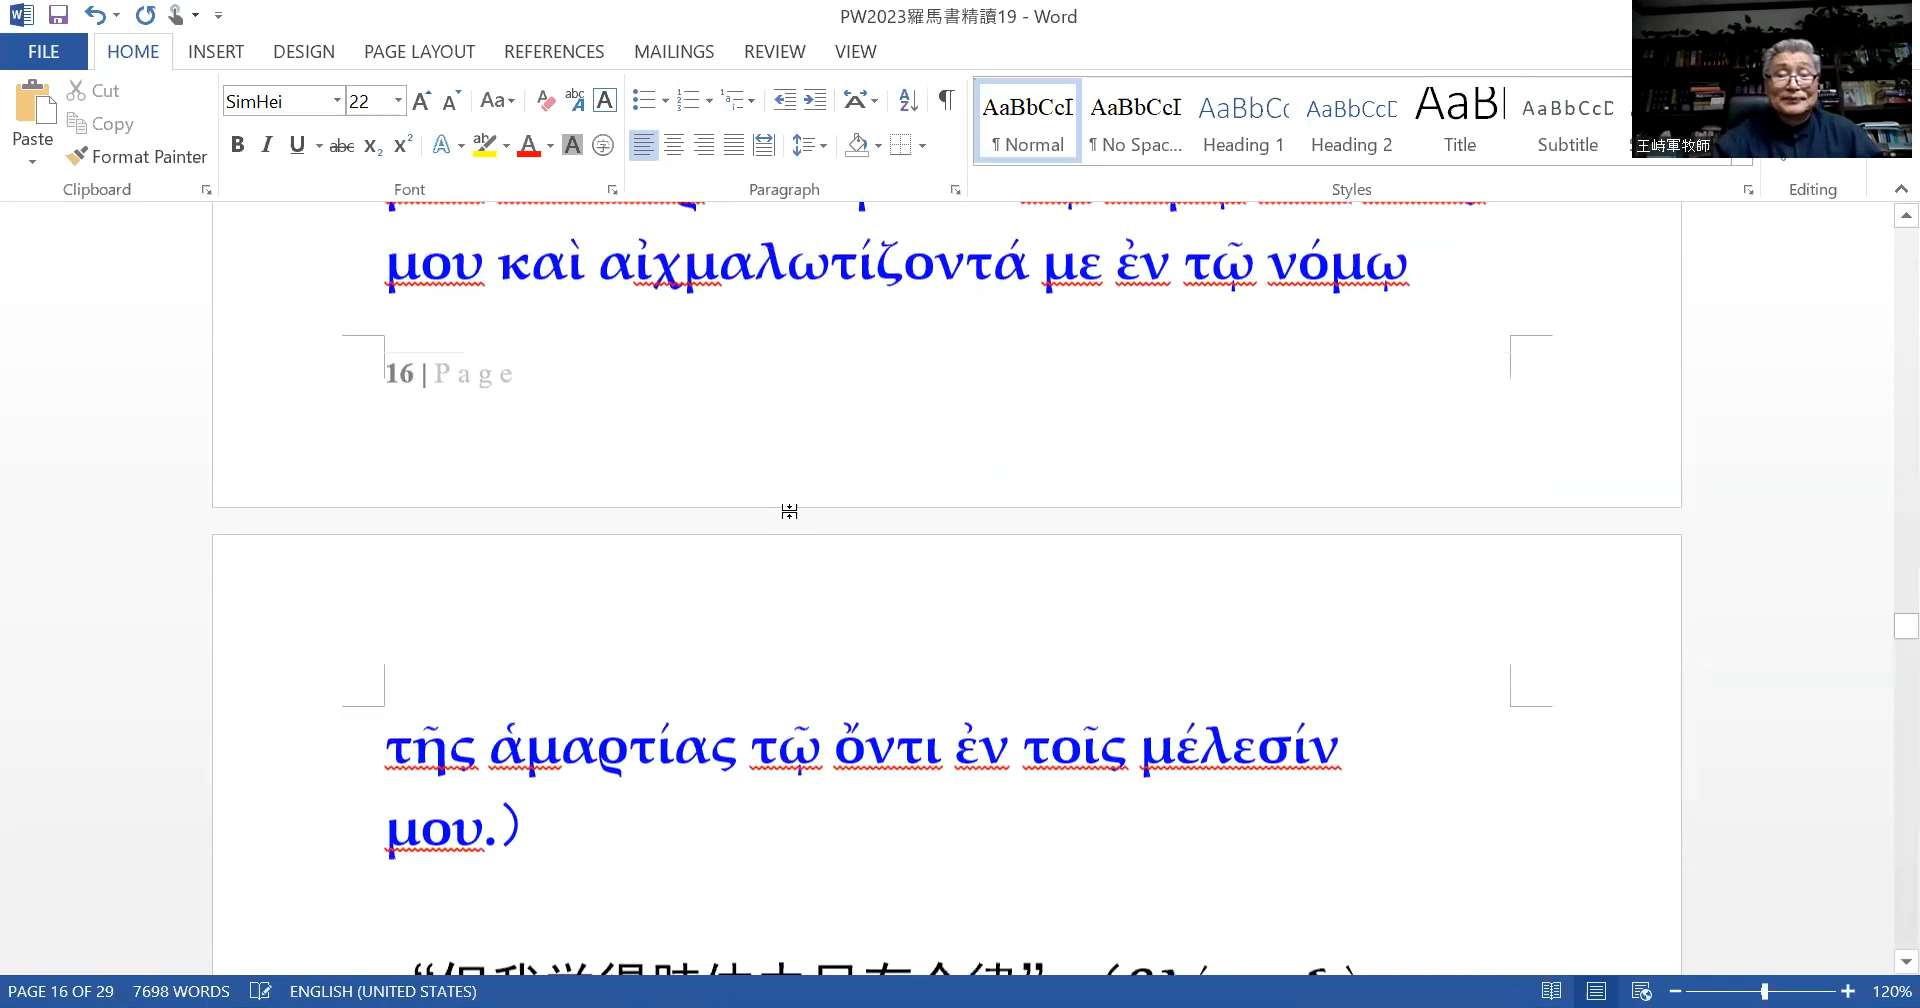 PW2023羅馬書精讀19 - Word
FILE HOME INSERT DESIGN PAGE LAYOUT REFERENCES MAILINGS REVIEW VIEW
Paste
Cut
Copy
Format Painter
Clipboard
SimHei 22
Font
Paragraph
AaBbCcI AaBbCcI AaBbCc AaBbCcD AaBl AaBbCcD
¶ Normal ¶ No Spac... Heading 1 Heading 2 Title Subtitle
Styles
Editing
王峙軍牧師
μου καὶ αἰχμαλωτίζοντά με ἐν τῷ νόμῳ
16 | P a g e
τῆς ἁμαρτίας τῷ ὄντι ἐν τοῖς μέλεσίν
μου.）
PAGE 16 OF 29 7698 WORDS ENGLISH (UNITED STATES) 120%